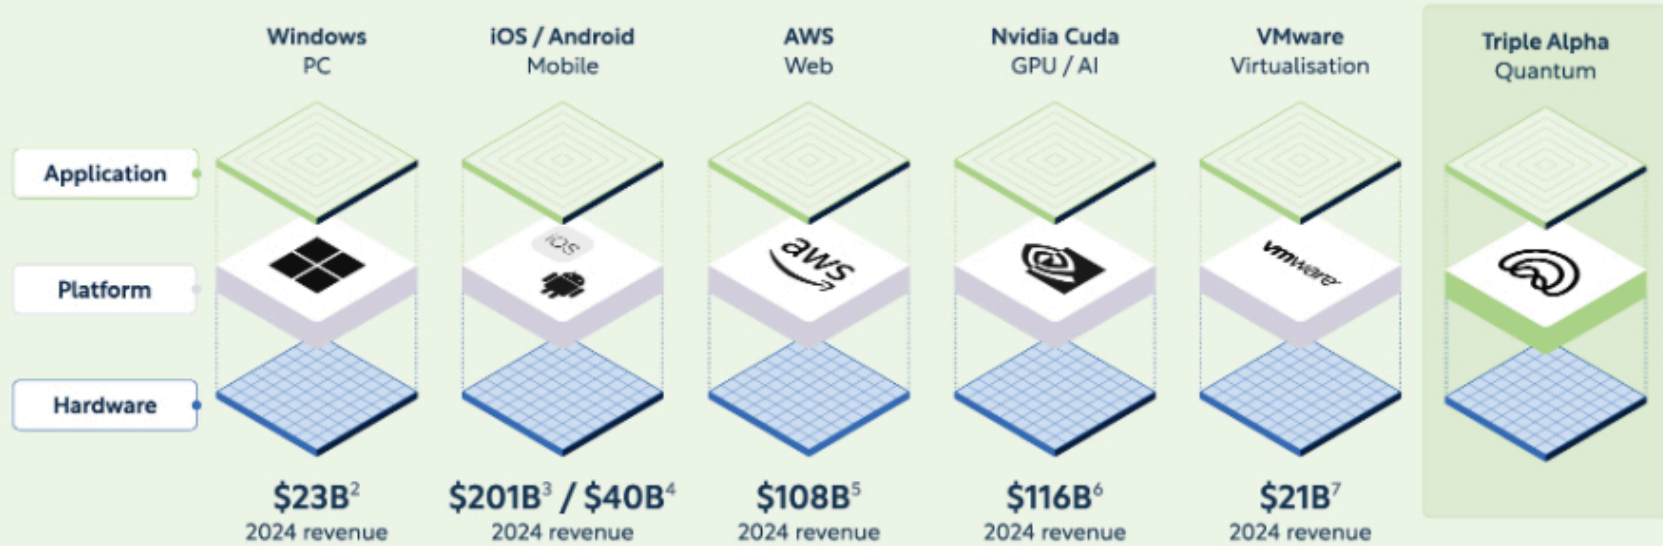 Windows
PC
iOS / Android
Mobile
AWS
Web
Nvidia Cuda
GPU / AI
VMware
Virtualisation
Triple Alpha
Quantum
Application
Platform
iOS
aws
vmware
Hardware
$23B²
2024 revenue
$201B³ / $40B⁴
2024 revenue
$108B⁵
2024 revenue
$116B⁶
2024 revenue
$21B⁷
2024 revenue